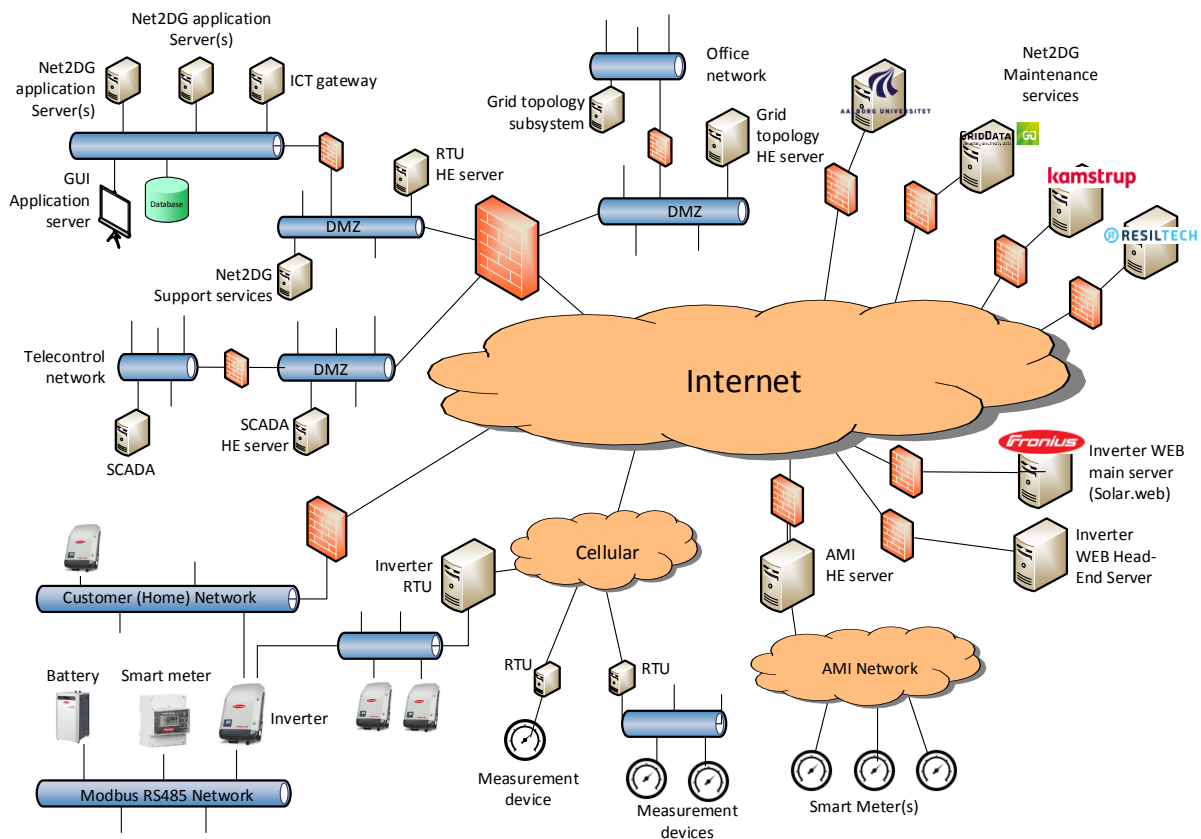 Net2DG application
Server(s)
Net2DG
application
Server(s)
ICT gateway
GUI
Application
server
Database
RTU
HE server
DMZ
Net2DG
Support services
Office
network
Grid topology
subsystem
Grid
topology
HE server
DMZ
Net2DG
Maintenance
services
AALBORG UNIVERSITET
GRIDDATA
GD
kamstrup
RESILTECH
Telecontrol
network
DMZ
SCADA
SCADA
HE server
Internet
Fronius
Inverter WEB
main server
(Solar.web)
Inverter
WEB Head-
End Server
AMI
HE server
Cellular
Inverter
RTU
Customer (Home) Network
Battery
Smart meter
Inverter
Modbus RS485 Network
RTU
RTU
Measurement
device
Measurement
devices
AMI Network
Smart Meter(s)